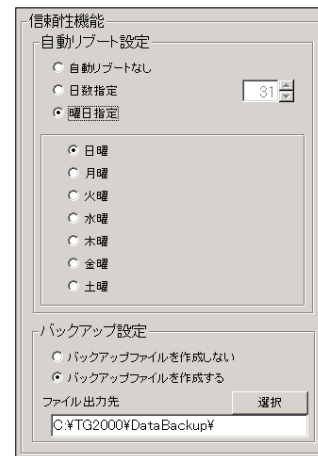 信頼性機能
自動リブート設定
自動リブートなし
日数指定 31
曜日指定
日曜
月曜
火曜
水曜
木曜
金曜
土曜
バックアップ設定
バックアップファイルを作成しない
バックアップファイルを作成する
ファイル出力先 選択
C:¥TG2000¥DataBackup¥